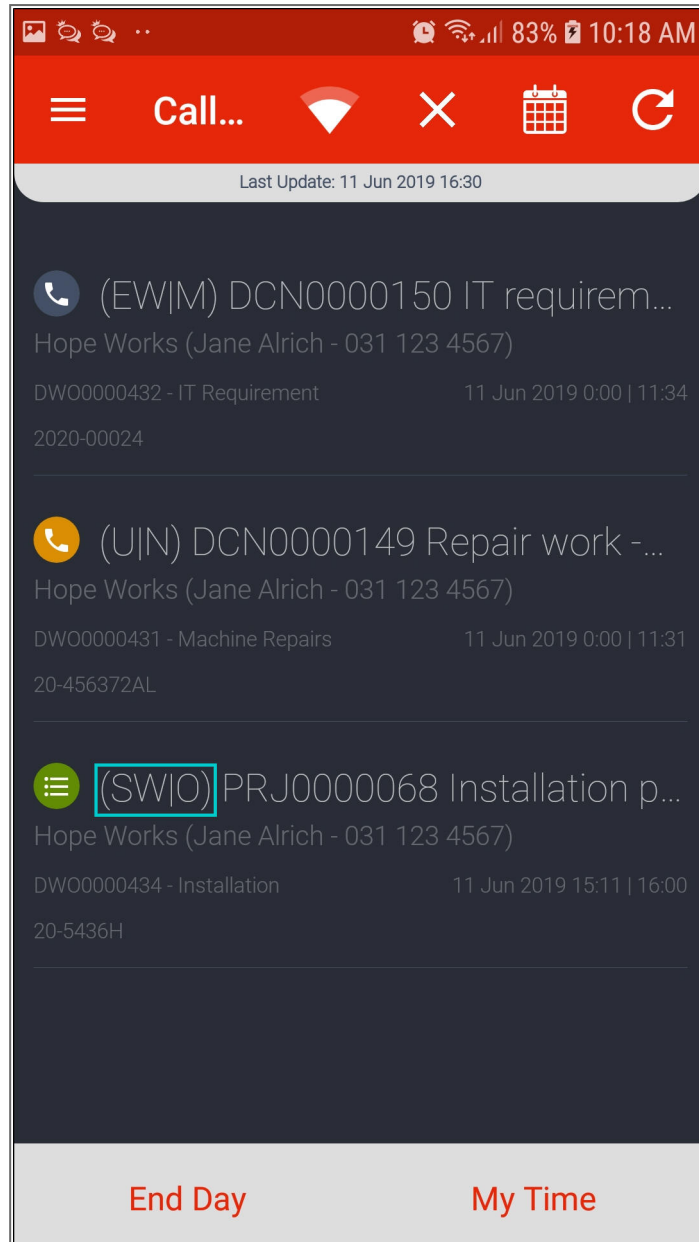 83% 10:18 AM
Call...
Last Update: 11 Jun 2019 16:30
(EW|M) DCN0000150 IT requirem...
Hope Works (Jane Alrich - 031 123 4567)
DWO0000432 - IT Requirement 11 Jun 2019 0:00 | 11:34
2020-00024
(U|N) DCN0000149 Repair work -...
Hope Works (Jane Alrich - 031 123 4567)
DWO0000431 - Machine Repairs 11 Jun 2019 0:00 | 11:31
20-456372AL
(SW|O) PRJ0000068 Installation p...
Hope Works (Jane Alrich - 031 123 4567)
DWO0000434 - Installation 11 Jun 2019 15:11 | 16:00
20-5436H
End Day My Time